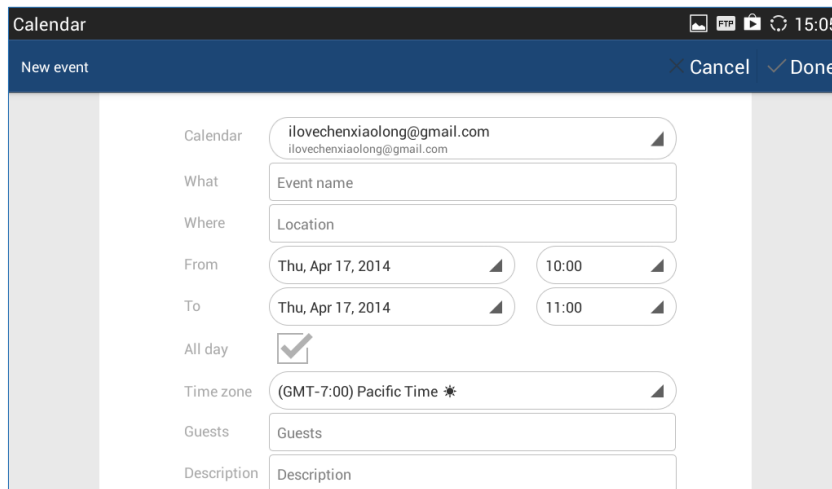 Calendar FTP 15:05
New event Cancel Done
Calendar ilovechenxiaolong@gmail.com
ilovechenxiaolong@gmail.com
What Event name
Where Location
From Thu, Apr 17, 2014 10:00
To Thu, Apr 17, 2014 11:00
All day
Time zone (GMT-7:00) Pacific Time ☀
Guests Guests
Description Description